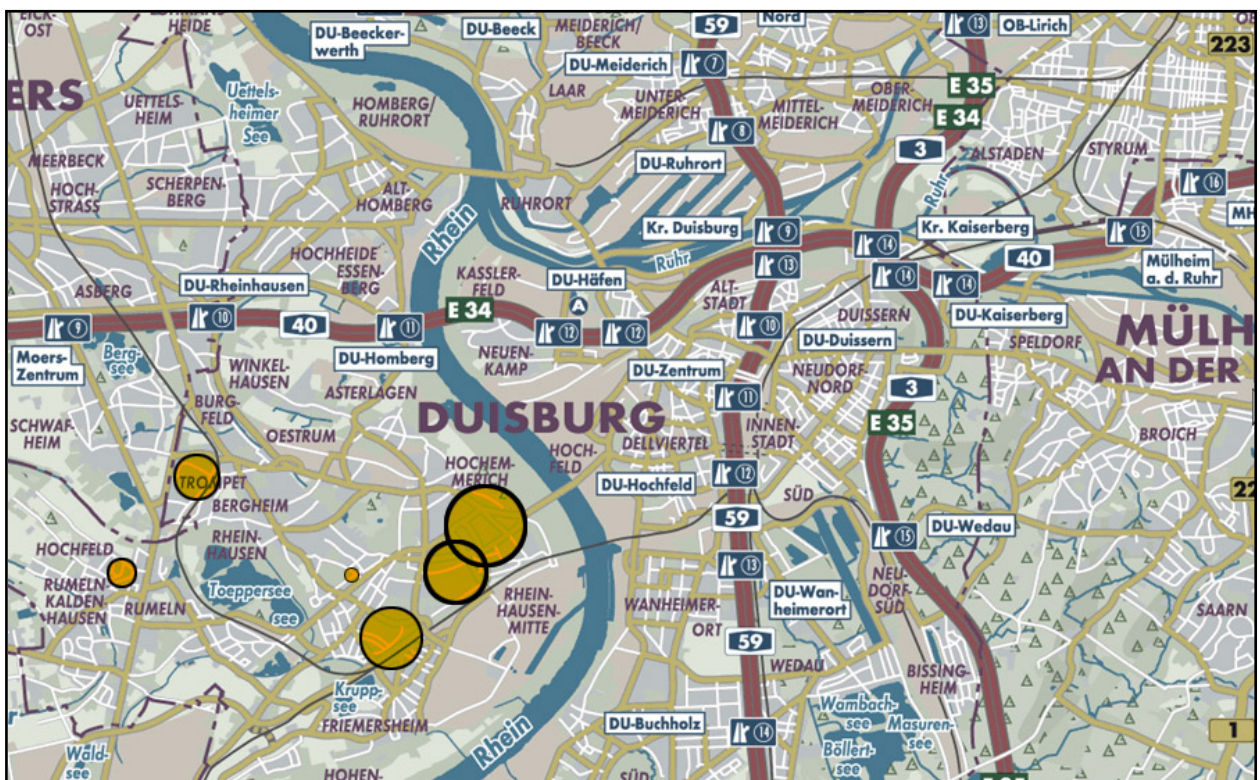 ERS
EICK-
OST
HEIDE
UETTELS-
HEIM
Uettels-
heimer
See
MEERBECK
HOCH-
STRASS
SCHERPEN-
BERG
HOMBERG/
RUHRORT
ALT-
HOMBERG
HOCHHEIDE
ESSEN-
BERG
ASBERG
DU-Rheinhausen
DU-Beecker-
werth
DU-Beeck
MEIDERICH/
BEECK
Nord
59
DU-Meiderich
7
LAAR
UNTER-
MEIDERICH
MITTEL-
MEIDERICH
OBER-
MEIDERICH
8
DU-Ruhrort
RUHRORT
13
OB-Lirich
223
E 35
E 34
3
ALSTADEN
STYRUM
16
Ruhr
Kr. Duisburg
9
13
Kr. Kaiserberg
14
14
14
40
15
Mülheim
a. d. Ruhr
Rhein
KASSLER-
FELD
DU-Häfen
A
Ruhr
ALT-
STADT
E 34
9
10
40
11
12
12
10
DUISSERN
DU-Kaiserberg
DU-Duissern
SPELDORF
MÜLH
AN DER
Moers-
Zentrum
Berg-
see
WINKEL-
HAUSEN
DU-Homberg
NEUEN-
KAMP
DU-Zentrum
NEUDORF-
NORD
11
3
E 35
ASTERLAGEN
BURG-
FELD
SCHWAF-
HEIM
OESTRUM
DUISBURG
HOCH-
FELD
DELLVIERTEL
INNEN-
STADT
BROICH
HOCHEM-
MERICH
DU-Hochfeld
12
TROMPET
BERGHEIM
SÜD
59
15
DU-Wedau
HOCHFELD
RHEIN-
HAUSEN
RUMELN-
KALDEN-
HAUSEN
RUMELN
Toeppersee
see
RHEIN-
HAUSEN-
MITTE
WANHEIMER-
ORT
13
DU-Wan-
heimerort
NEU-
DORF-
SÜD
SAARN
59
WEDAU
BISSING-
HEIM
Krupp-
see
FRIEMERSHEIM
Rhein
DU-Buchholz
14
Wambach-
see
Masuren-
see
Böllert-
see
1
Wald-
see
HOHEN-
SÜD